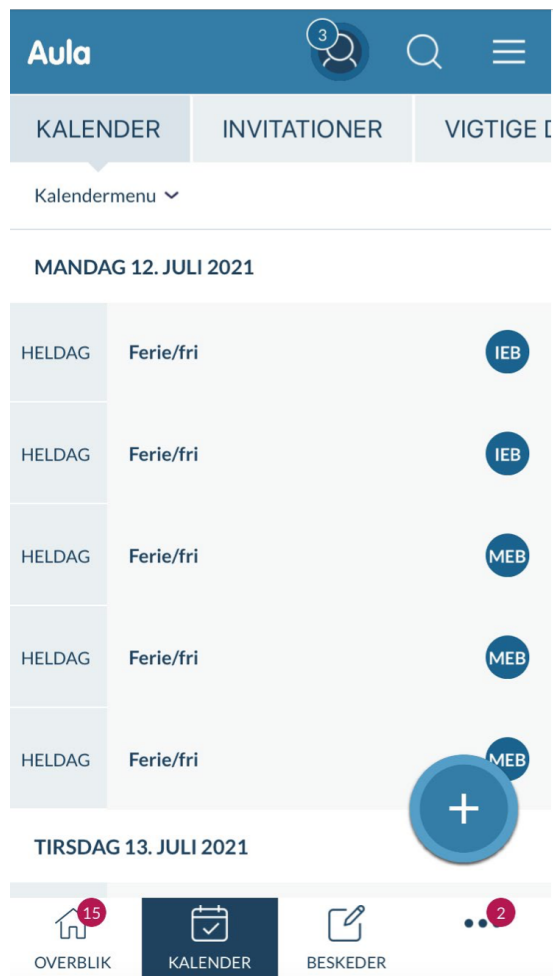 Aula
3
KALENDER INVITATIONER VIGTIGE
Kalendermenu
MANDAG 12. JULI 2021
HELDAG Ferie/fri IEB
HELDAG Ferie/fri IEB
HELDAG Ferie/fri MEB
HELDAG Ferie/fri MEB
HELDAG Ferie/fri MEB
+
TIRSDAG 13. JULI 2021
15 2
OVERBLIK KALENDER BESKEDER